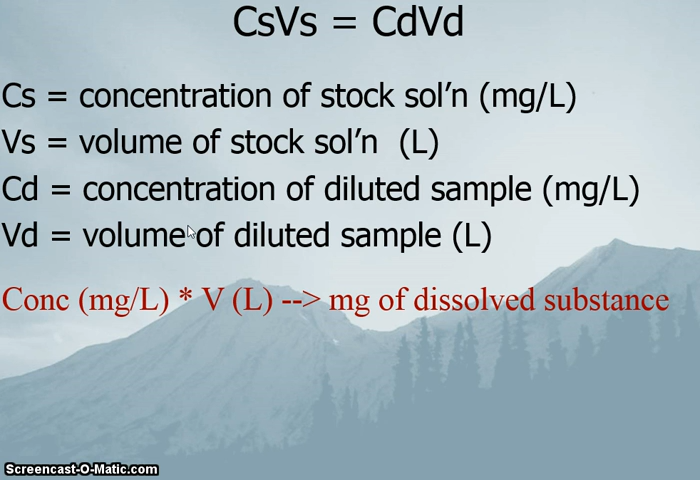 CsVs = CdVd
Cs = concentration of stock sol’n (mg/L)
Vs = volume of stock sol’n (L)
Cd = concentration of diluted sample (mg/L)
Vd = volume of diluted sample (L)
Conc (mg/L) * V (L) --> mg of dissolved substance
Screencast-O-Matic.com